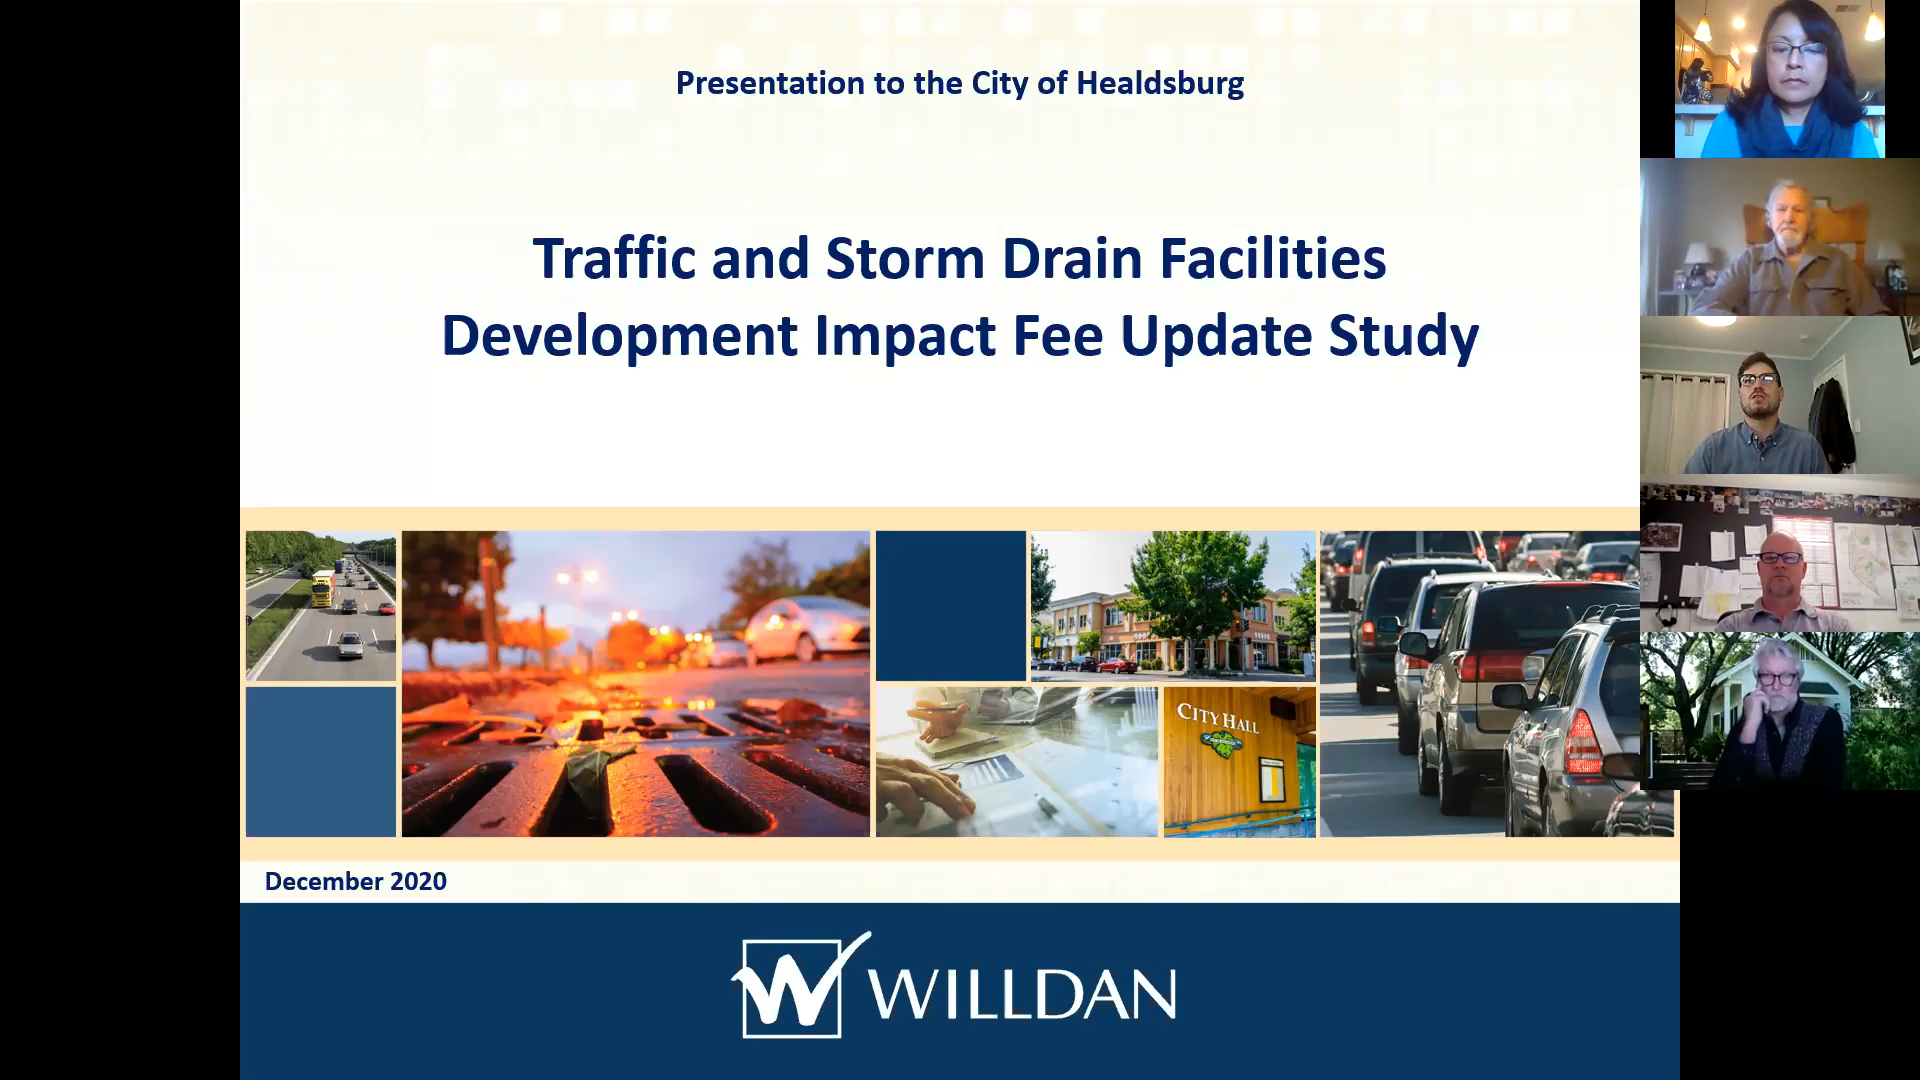 Presentation to the City of Healdsburg
Traffic and Storm Drain Facilities
Development Impact Fee Update Study
CITY HALL
December 2020
W WILLDAN